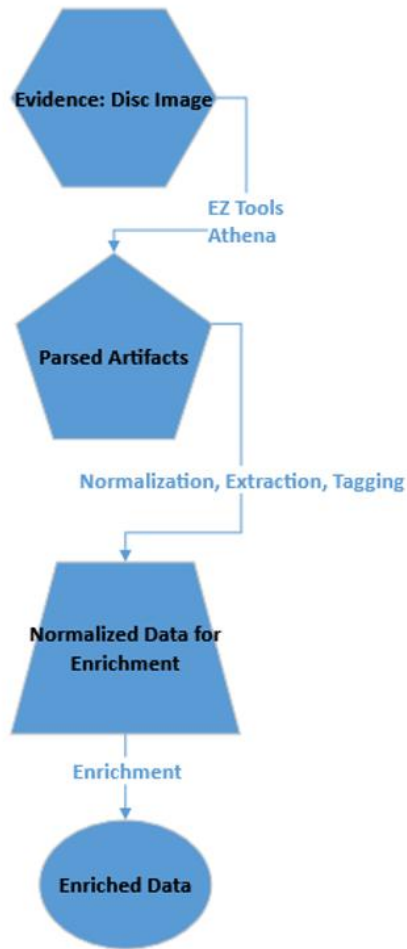 Evidence: Disc Image
EZ Tools
Athena
Parsed Artifacts
Normalization, Extraction, Tagging
Normalized Data for
Enrichment
Enrichment
Enriched Data